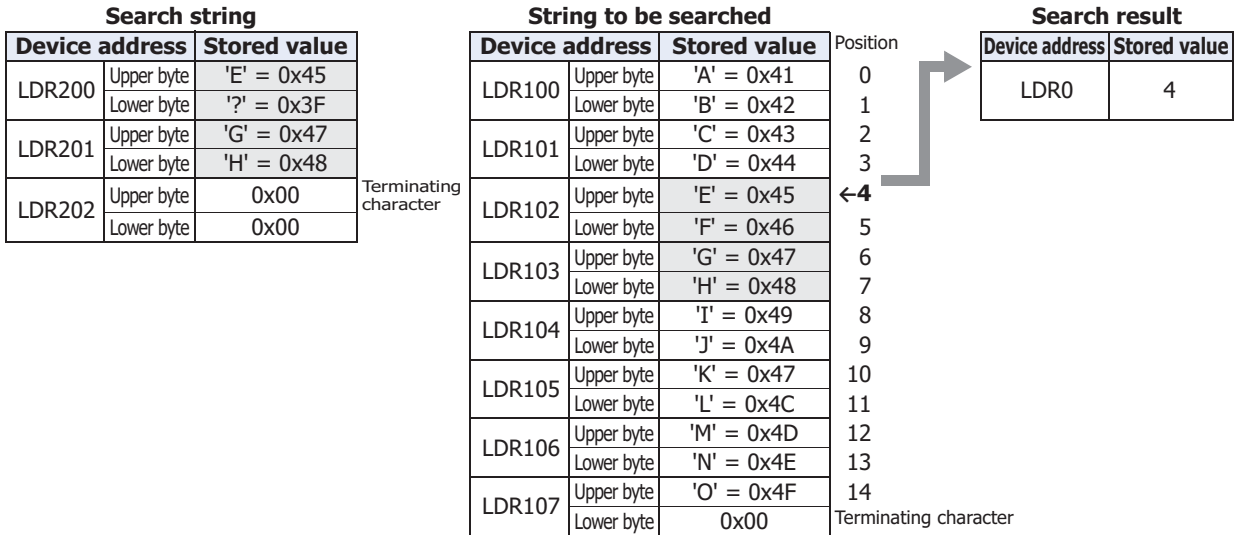 Search string
Device address Stored value
LDR200 Upper byte 'E' = 0x45
Lower byte '?' = 0x3F
LDR201 Upper byte 'G' = 0x47
Lower byte 'H' = 0x48
LDR202 Upper byte 0x00
Lower byte 0x00
Terminating
character
String to be searched
Device address Stored value Position
LDR100 Upper byte 'A' = 0x41 0
Lower byte 'B' = 0x42 1
LDR101 Upper byte 'C' = 0x43 2
Lower byte 'D' = 0x44 3
LDR102 Upper byte 'E' = 0x45 ←4
Lower byte 'F' = 0x46 5
LDR103 Upper byte 'G' = 0x47 6
Lower byte 'H' = 0x48 7
LDR104 Upper byte 'I' = 0x49 8
Lower byte 'J' = 0x4A 9
LDR105 Upper byte 'K' = 0x47 10
Lower byte 'L' = 0x4C 11
LDR106 Upper byte 'M' = 0x4D 12
Lower byte 'N' = 0x4E 13
LDR107 Upper byte 'O' = 0x4F 14
Lower byte 0x00 Terminating character
Search result
Device address Stored value
LDR0 4